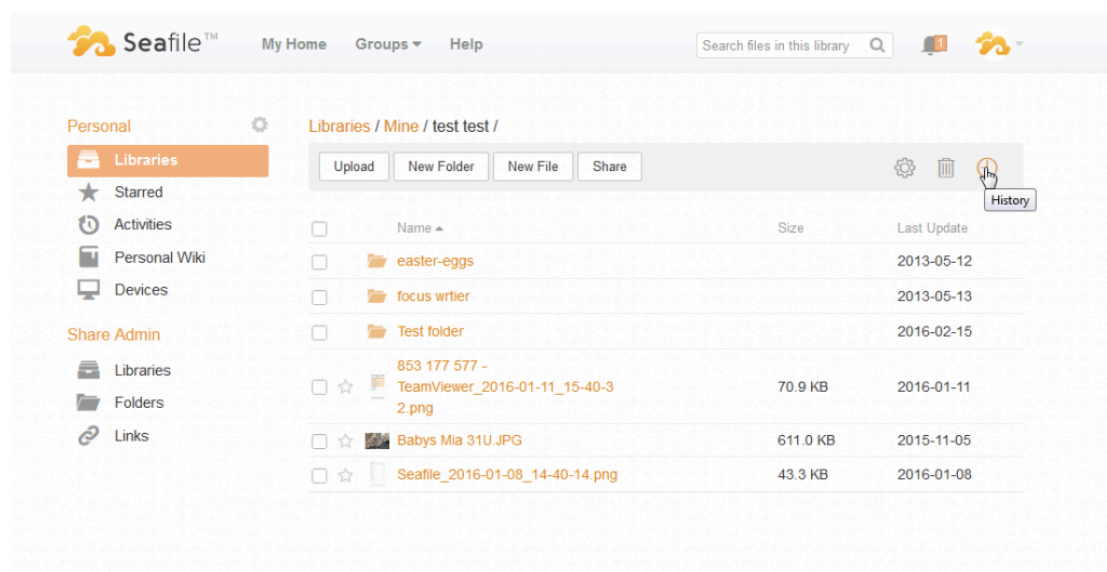 Seafile™ My Home Groups Help Search files in this library 1
Personal
Libraries / Mine / test test /
Libraries
Upload New Folder New File Share
Starred
History
Activities
Name Size Last Update
Personal Wiki
easter-eggs 2013-05-12
Devices
focus wrtier 2013-05-13
Share Admin
Test folder 2016-02-15
Libraries
853 177 577 -
TeamViewer_2016-01-11_15-40-3 70.9 KB 2016-01-11
2.png
Folders
Links
Babys Mia 31U.JPG 611.0 KB 2015-11-05
Seafile_2016-01-08_14-40-14.png 43.3 KB 2016-01-08